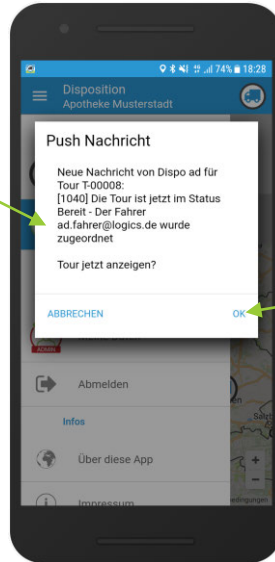 74% 18:28
Disposition
Apotheke Musterstadt
Push Nachricht
Neue Nachricht von Dispo ad für
Tour T-00008:
[1040] Die Tour ist jetzt im Status
Bereit - Der Fahrer
ad.fahrer@logics.de wurde
zugeordnet
Tour jetzt anzeigen?
ABBRECHEN OK
ADMIN
Abmelden
Infos
Über diese App
+
−
Impressum